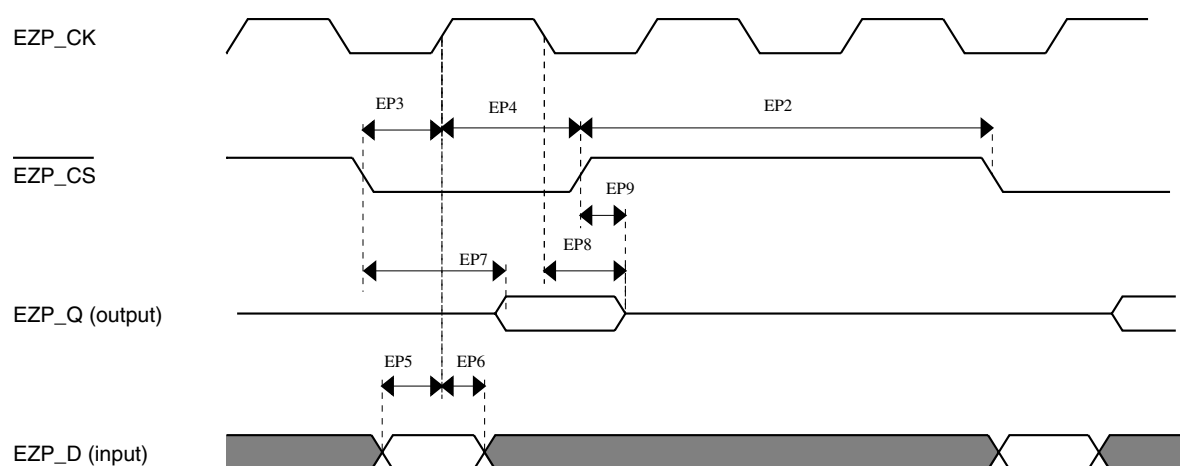 EZP_CK
EP3
EP4
EP2
EZP_CS
EP9
EP8
EP7
EZP_Q (output)
EP5
EP6
EZP_D (input)